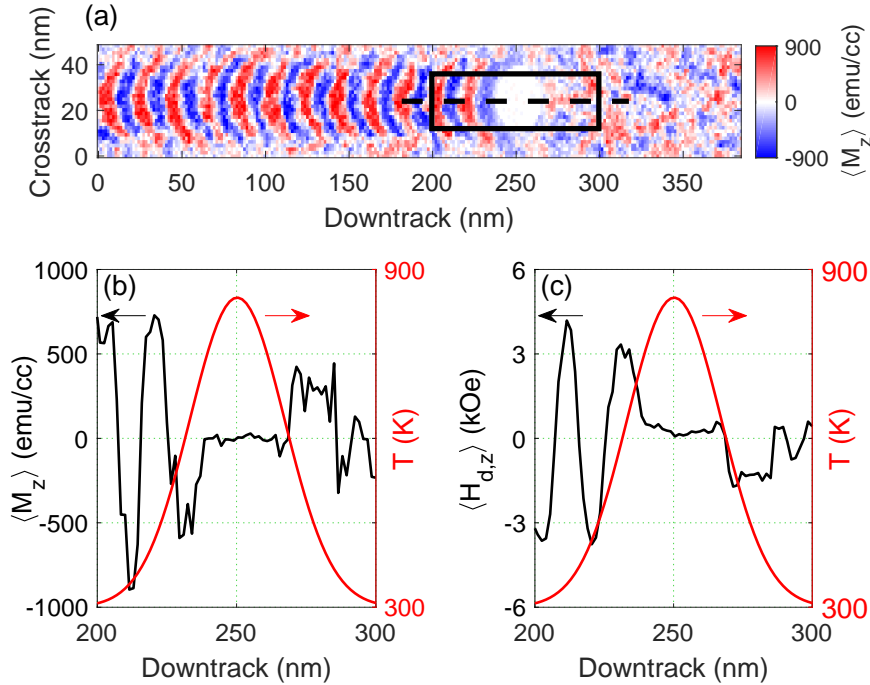 (a)
Crosstrack (nm)
40
20
0
0 50 100 150 200 250 300 350
Downtrack (nm)
900
0
-900
⟨M_z⟩ (emu/cc)
(b)
⟨M_z⟩ (emu/cc)
1000
500
0
-500
-1000
200 250 300
Downtrack (nm)
900
T (K)
300
(c)
⟨H_d,z⟩ (kOe)
6
3
0
-3
-6
200 250 300
Downtrack (nm)
900
T (K)
300